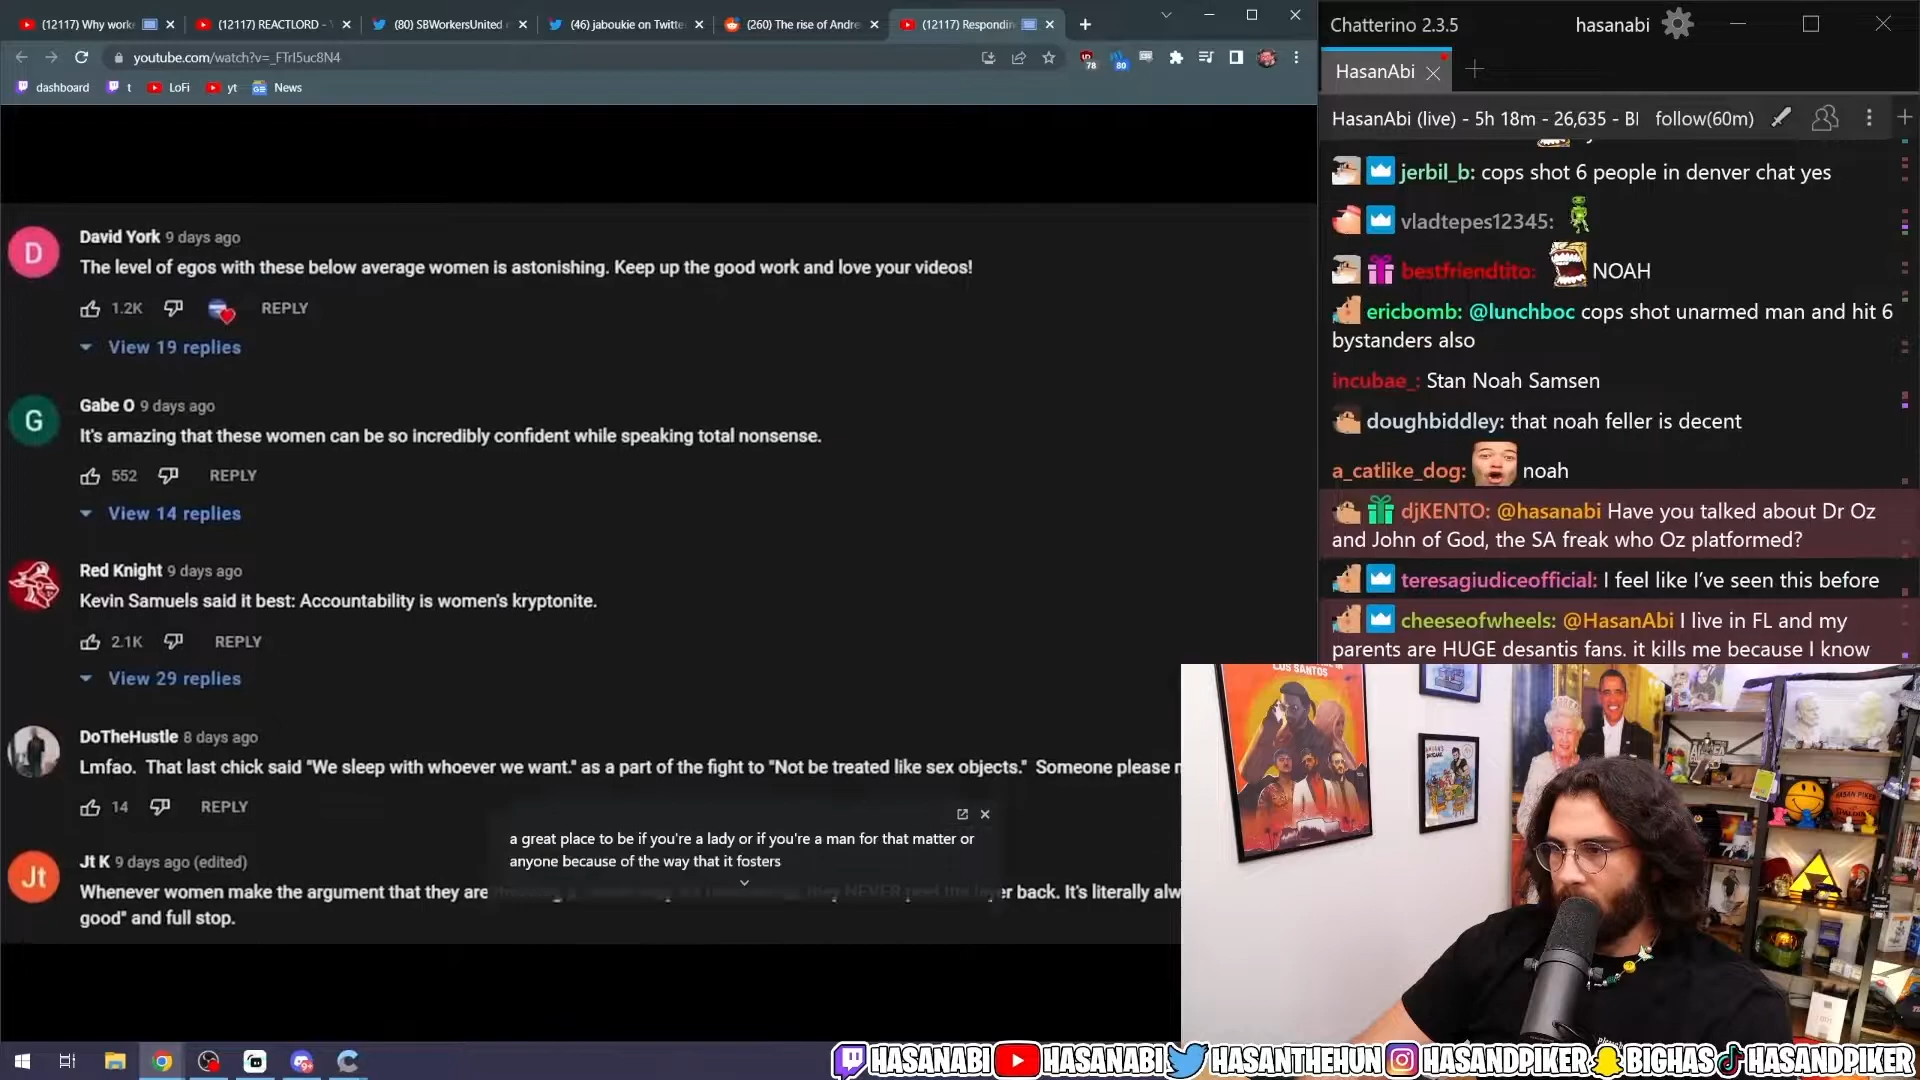 (12117) Why worke
(12117) REACTLORD -
(80) SBWorkersUnited
(46) jaboukie on Twitte
(260) The rise of Andre
(12117) Respondin
youtube.com/watch?v=_FTrI5uc8N4
78
80
dashboard
t
LoFi
yt
News
David York 9 days ago
The level of egos with these below average women is astonishing. Keep up the good work and love your videos!
1.2K REPLY
View 19 replies
G
Gabe O 9 days ago
It's amazing that these women can be so incredibly confident while speaking total nonsense.
552 REPLY
View 14 replies
Red Knight 9 days ago
Kevin Samuels said it best: Accountability is women's kryptonite.
2.1K REPLY
View 29 replies
DoTheHustle 8 days ago
Lmfao. That last chick said "We sleep with whoever we want." as a part of the fight to "Not be treated like sex objects." Someone please
14 REPLY
a great place to be if you're a lady or if you're a man for that matter or
anyone because of the way that it fosters
Jt
Jt K 9 days ago (edited)
Whenever women make the argument that they are they NEVER peel the layer back. It's literally alw
good" and full stop.
D
Chatterino 2.3.5
hasanabi
HasanAbi
HasanAbi (live) - 5h 18m - 26,635 - Bl follow(60m)
jerbil_b: cops shot 6 people in denver chat yes
vladtepes12345:
bestfriendtito: NOAH
ericbomb: @lunchboc cops shot unarmed man and hit 6
bystanders also
incubae_: Stan Noah Samsen
doughbiddley: that noah feller is decent
a_catlike_dog: noah
djKENTO: @hasanabi Have you talked about Dr Oz
and John of God, the SA freak who Oz platformed?
teresagiudiceofficial: I feel like I've seen this before
cheeseofwheels: @HasanAbi I live in FL and my
parents are HUGE desantis fans. it kills me because I know
LOS SANTOS
HASAN PIKER
HASANABI HASANABI HASANTHEHUN HASANDPIKER BIGHAS HASANDPIKER